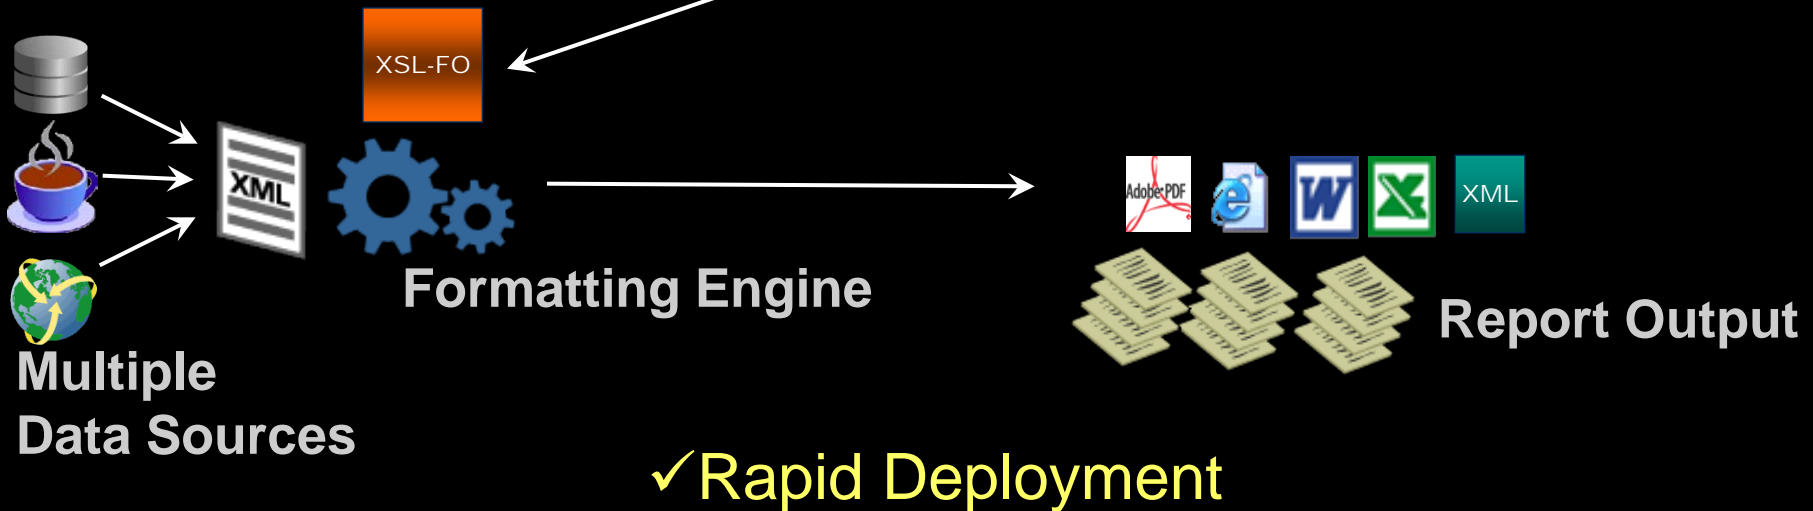 XSL-FO
XML
Adobe PDF
W
X
XML
Formatting Engine
Report Output
Multiple
Data Sources
✓Rapid Deployment